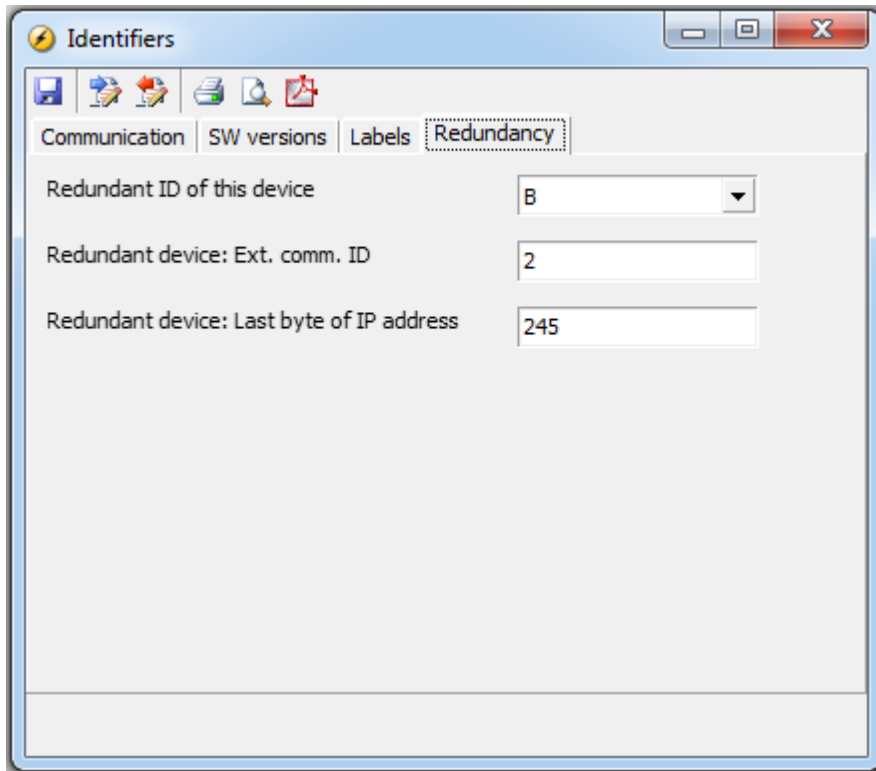 Identifiers
Communication SW versions Labels Redundancy
Redundant ID of this device B
Redundant device: Ext. comm. ID 2
Redundant device: Last byte of IP address 245